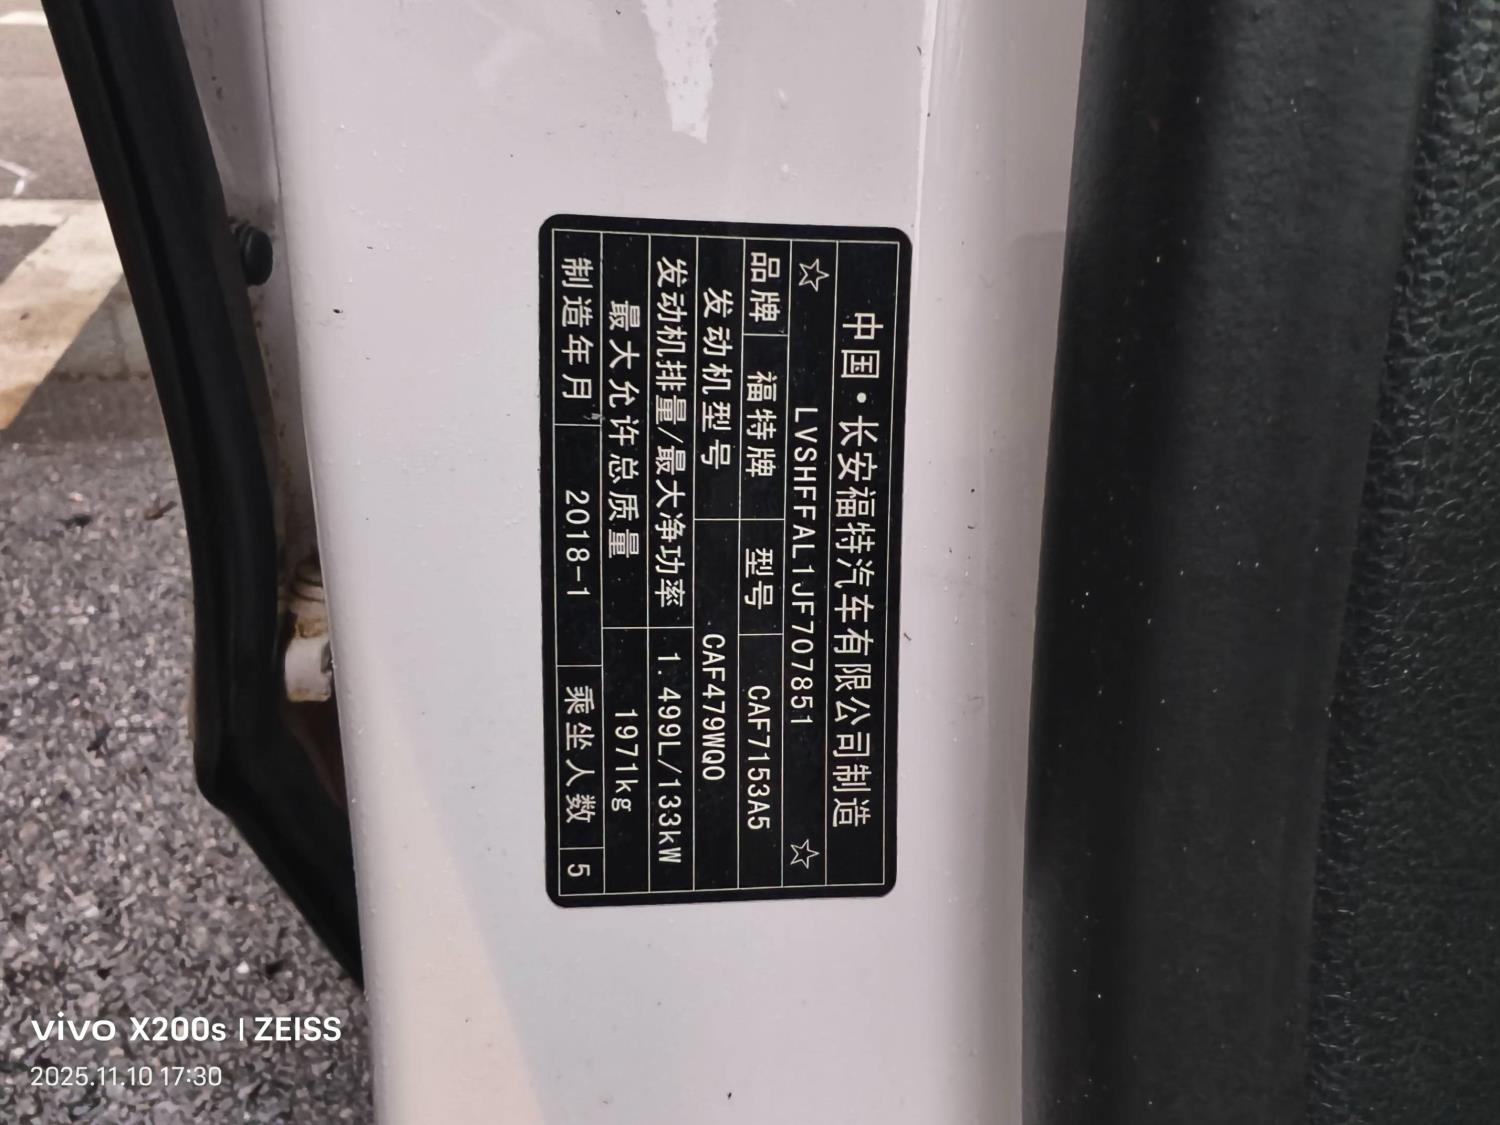 中国·长安福特汽车有限公司制造
☆ LVSHFFAL1JF707851 ☆
品牌 福特牌 型号 CAF7153A5
发动机型号 CAF479WQ0
发动机排量/最大净功率 1.499L/133kW
最大允许总质量 1971kg
制造年月 2018-1 乘坐人数 5
vivo X200s | ZEISS
2025.11.10 17:30